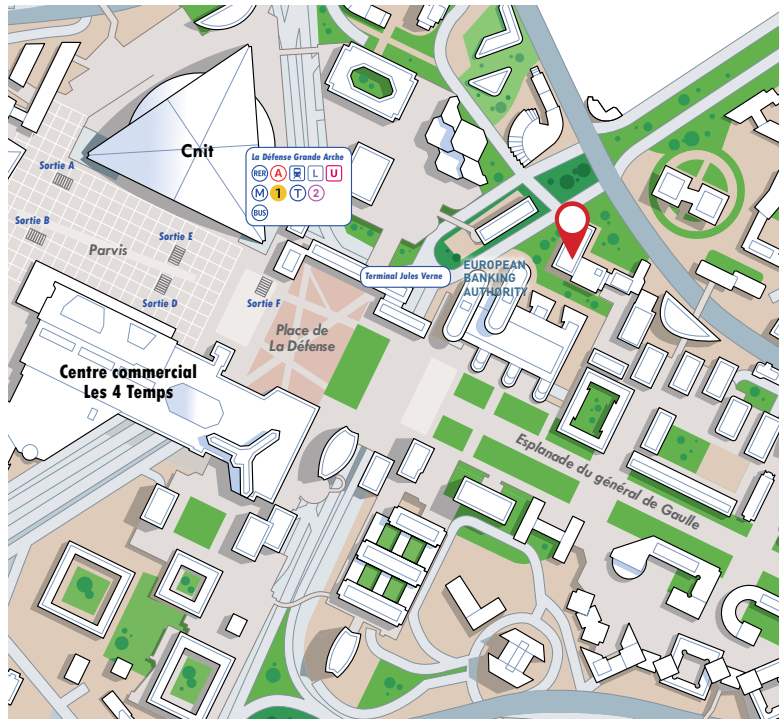 Cnit
La Défense Grande Arche
RER A L U
M 1 T 2
BUS
Sortie A
Sortie B
Parvis
Sortie E
Sortie D
Sortie F
Terminal Jules Verne
EUROPEAN
BANKING
AUTHORITY
Place de
La Défense
Centre commercial
Les 4 Temps
Esplanade du général de Gaulle